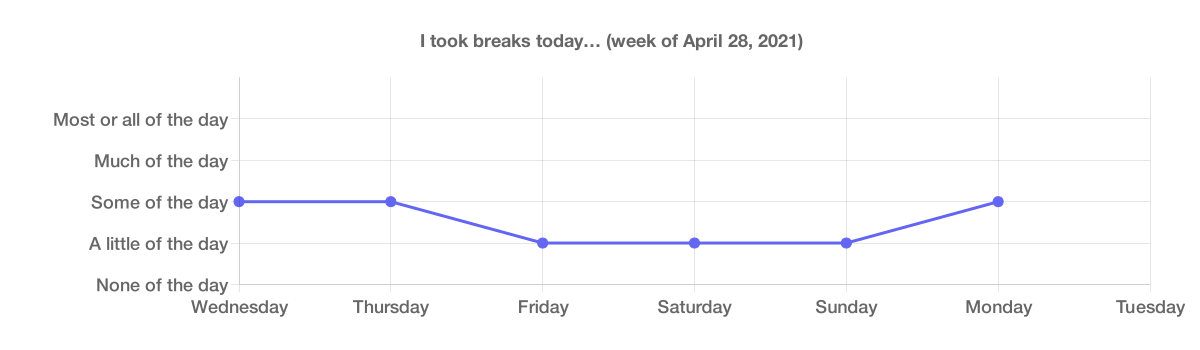 I took breaks today... (week of April 28, 2021)
Most or all of the day
Much of the day
Some of the day
A little of the day
None of the day
Wednesday Thursday Friday Saturday Sunday Monday Tuesday